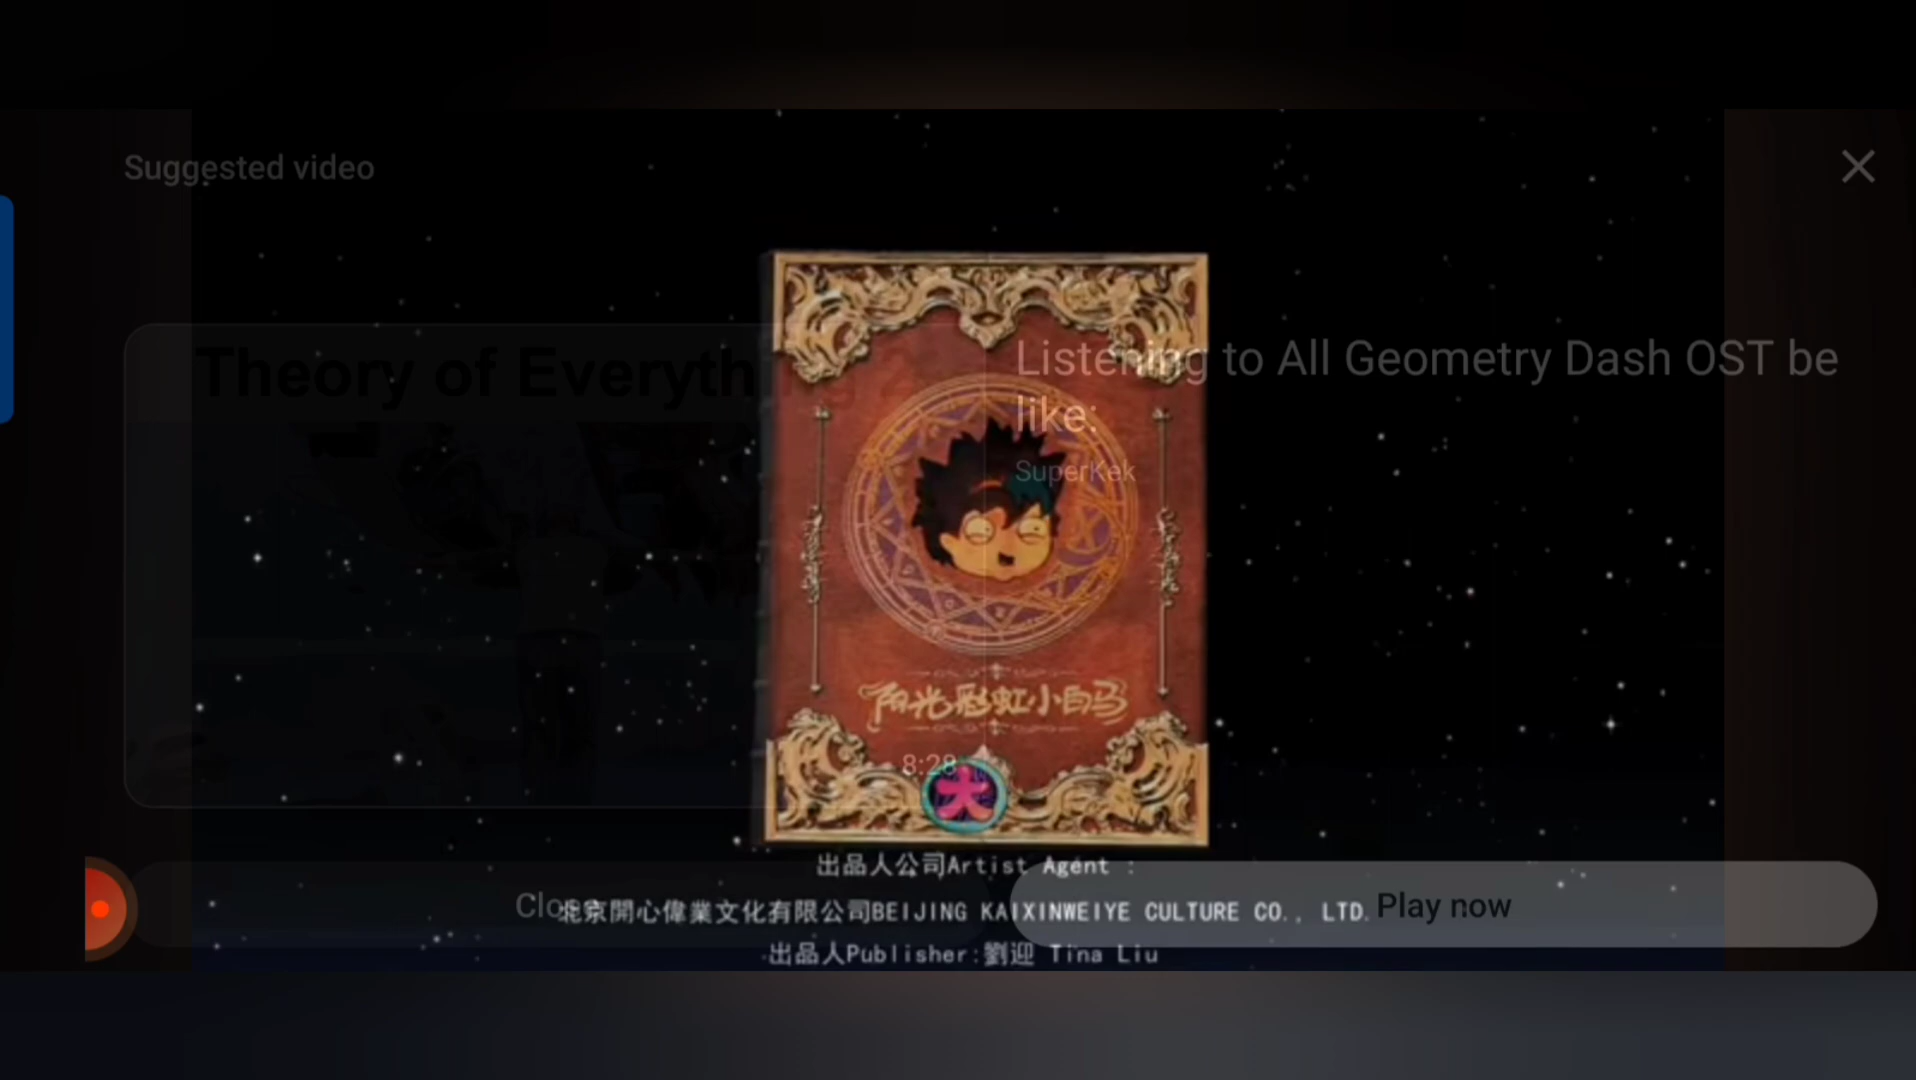 Suggested video
Theory of Everything 2
Listening to All Geometry Dash OST be
like:
SuperKek
阳光彩虹小白马
8:28
大
出品人公司Artist Agent :
Close
北京開心偉業文化有限公司BEIJING KAIXINWEIYE CULTURE CO., LTD.
Play now
出品人Publisher:劉迎 Tina Liu